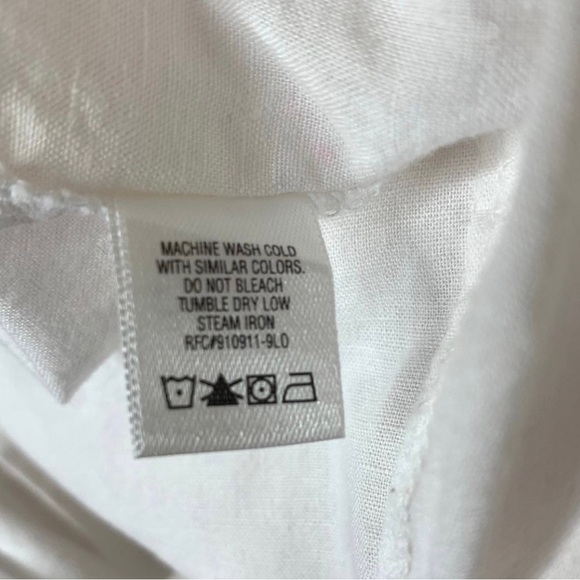 MACHINE WASH COLD
WITH SIMILAR COLORS.
DO NOT BLEACH
TUMBLE DRY LOW
STEAM IRON
RFC#910911-9LO